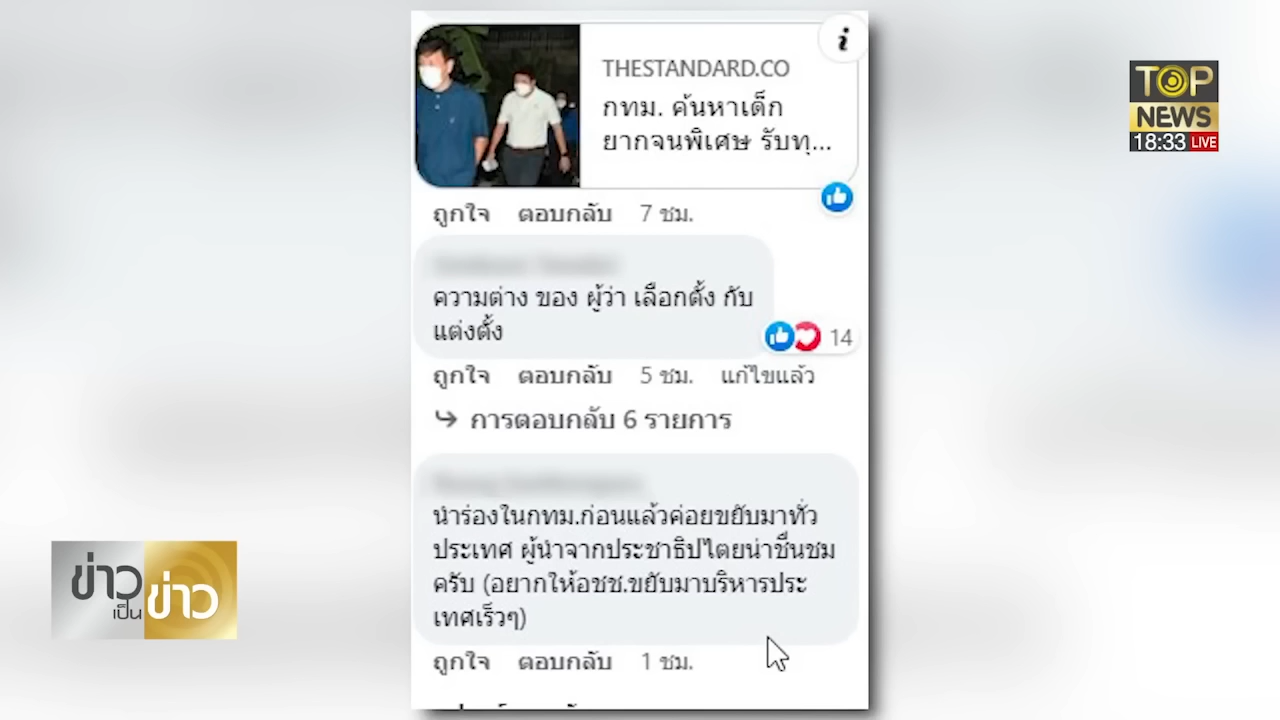 THESTANDARD.CO
กทม. ค้นหาเด็ก
ยากจนพิเศษ รับทุ...
TOP
NEWS
18:33 LIVE
ถูกใจ ตอบกลับ 7 ชม.
ความต่าง ของ ผู้ว่า เลือกตั้ง กับ
แต่งตั้ง
14
ถูกใจ ตอบกลับ 5 ชม. แก้ไขแล้ว
การตอบกลับ 6 รายการ
นำร่องในกทม.ก่อนแล้วค่อยขยับมาทั่ว
ประเทศ ผู้นำจากประชาธิปไตยน่าชื่นชม
ครับ (อยากให้อชช.ขยับมาบริหารประ
เทศเร็วๆ)
ถูกใจ ตอบกลับ 1 ชม.
ข่าว
เป็น
ข่าว